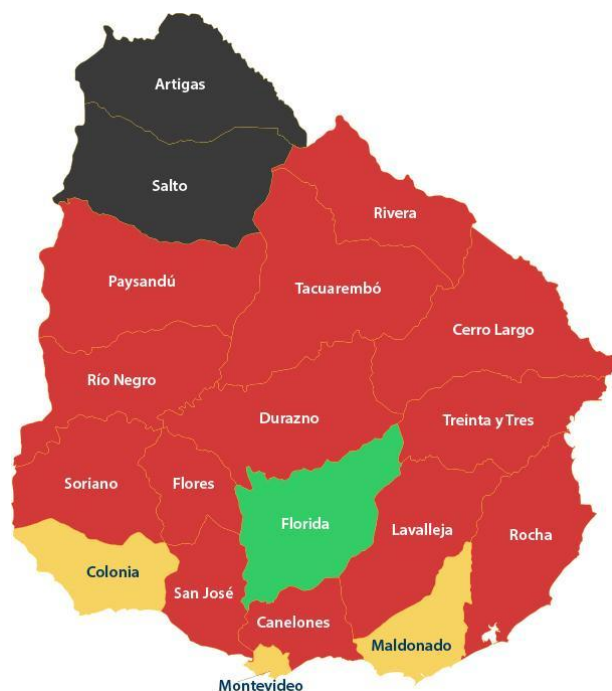 Artigas
Salto
Rivera
Paysandú
Tacuarembó
Cerro Largo
Río Negro
Durazno
Treinta y Tres
Soriano
Flores
Florida
Lavalleja
Rocha
Colonia
San José
Canelones
Maldonado
Montevideo